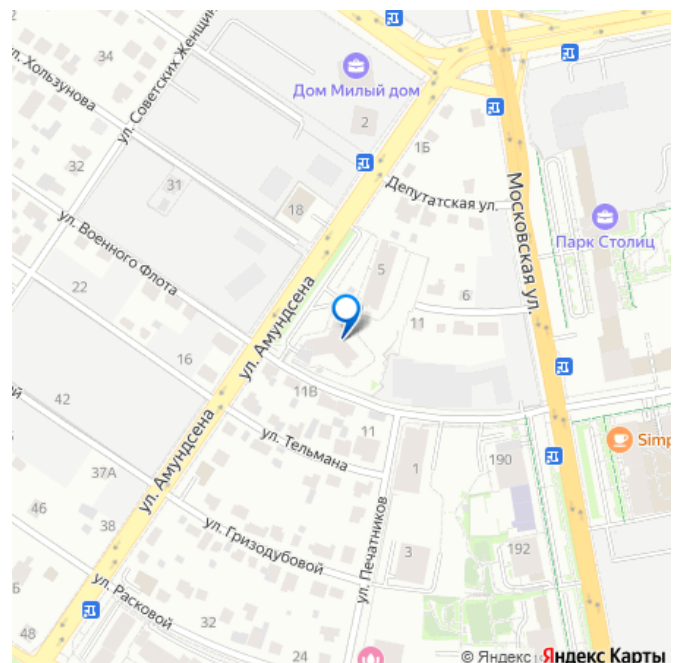 34
ул. Хользунова
ул. Советских Женщин
Дом Милый дом
2
1Б
32
31
18
Депутатская ул.
Московская ул.
Парк Столиц
ул. Военного Флота
22
5
6
11
ул. Амундсена
16
11В
42
ул. Тельмана
11
1
190
Simp
ул. Амундсена
37А
46
38
ул. Гризодубовой
ул. Печатников
3
192
ул. Расковой
32
48
24
© Яндекс
Яндекс Карты